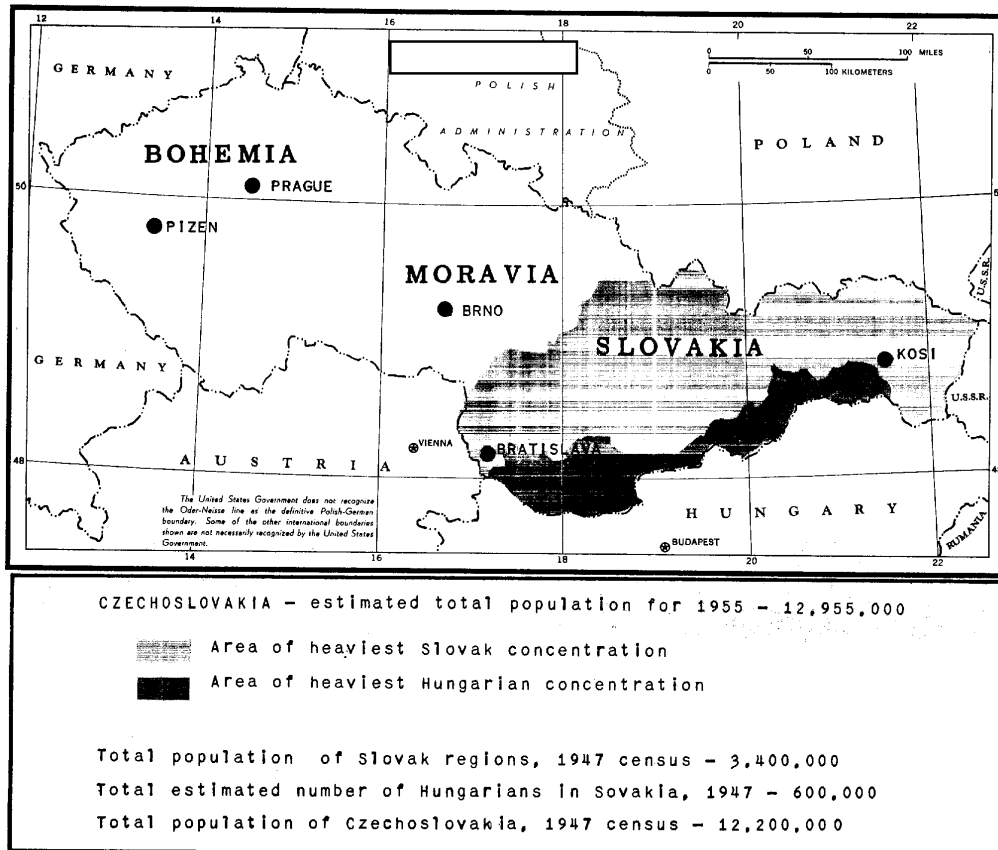 12 14 16 18 20 22
GERMANY
0 50 100 MILES
0 50 100 KILOMETERS
POLISH
ADMINISTRATION
POLAND
BOHEMIA
PRAGUE
50
PIZEN
MORAVIA
BRNO
U.S.S.R.
SLOVAKIA
KOSI
GERMANY
U.S.S.R.
VIENNA
BRATISLAVA
48
AUSTRIA
The United States Government does not recognize
the Oder-Neisse line as the definitive Polish-German
boundary. Some of the other international boundaries
shown are not necessarily recognized by the United States
Government.
HUNGARY
RUMANIA
BUDAPEST
14 16 18 20 22
CZECHOSLOVAKIA - estimated total population for 1955 - 12,955,000
Area of heaviest Slovak concentration
Area of heaviest Hungarian concentration
Total population of Slovak regions, 1947 census - 3,400,000
Total estimated number of Hungarians in Sovakia, 1947 - 600,000
Total population of Czechoslovakia, 1947 census - 12,200,000